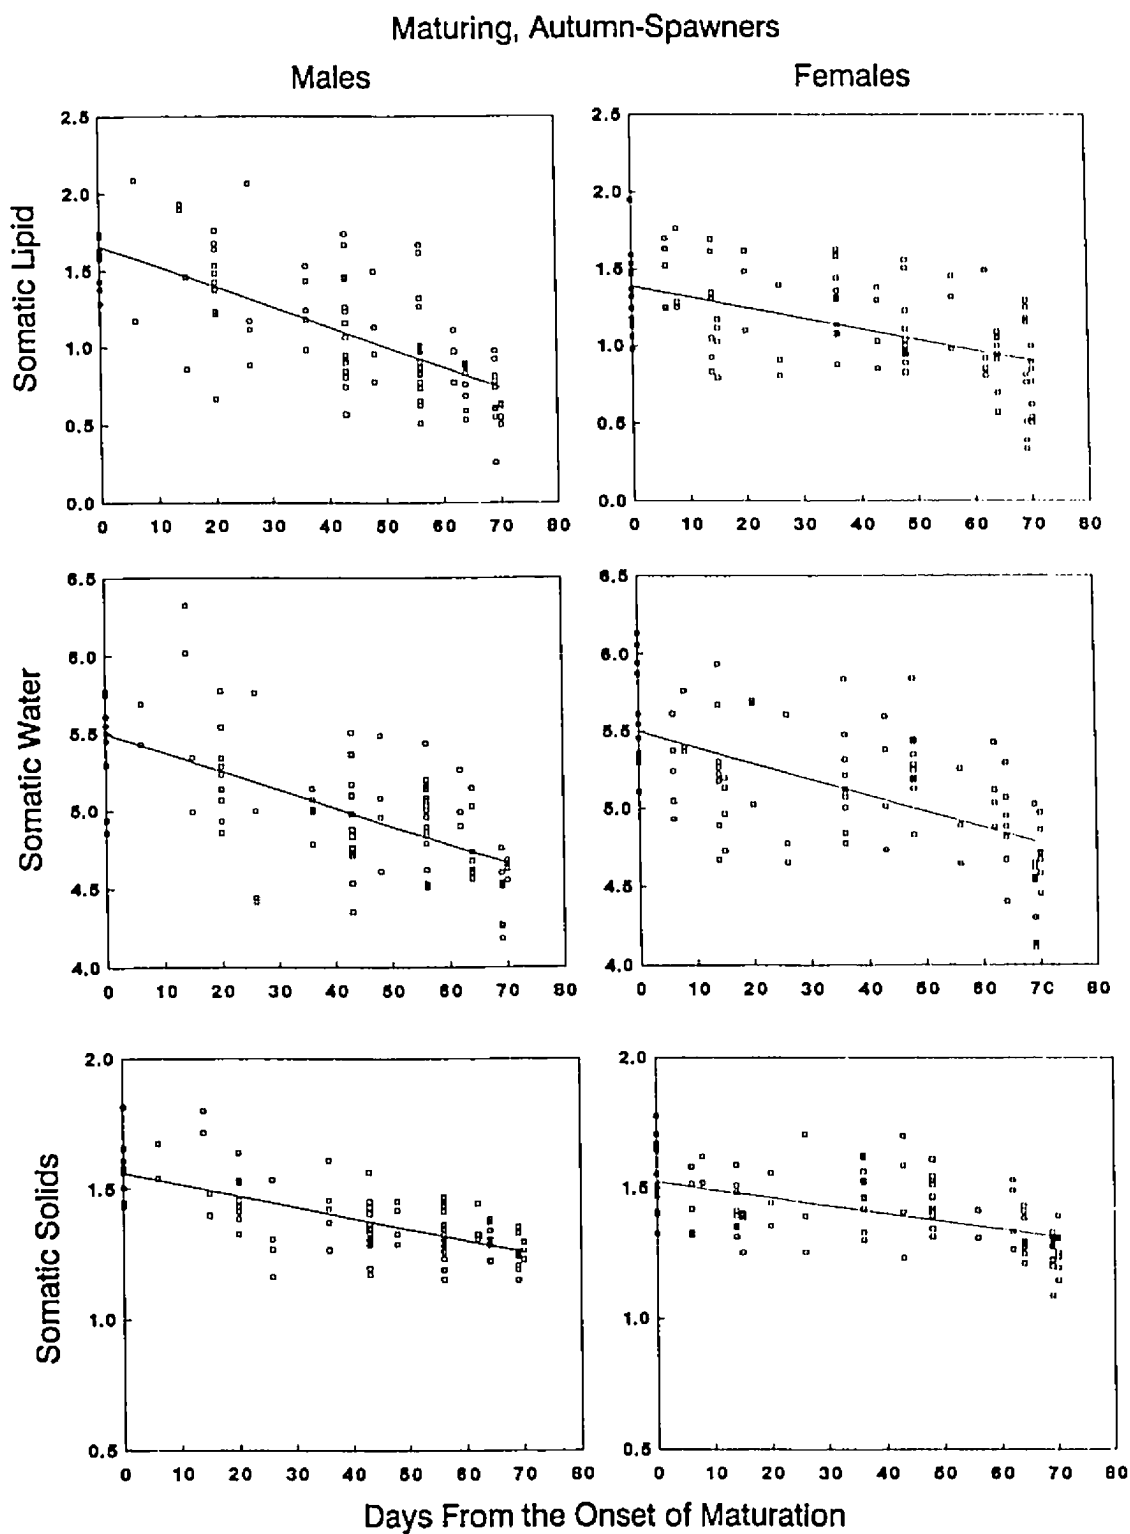 Maturing, Autumn-Spawners
Males Females
Somatic Lipid
2.5 2.5
2.0 2.0
1.5 1.5
1.0 1.0
0.5 0.5
0.0 0.0
0 10 20 30 40 50 60 70 80 0 10 20 30 40 50 60 70 80
Somatic Water
6.5 6.5
6.0 6.0
5.5 5.5
5.0 5.0
4.5 4.5
4.0 4.0
0 10 20 30 40 50 60 70 80 0 10 20 30 40 50 60 70 80
Somatic Solids
2.0 2.0
1.5 1.5
1.0 1.0
0.5 0.5
0 10 20 30 40 50 60 70 80 0 10 20 30 40 50 60 70 80
Days From the Onset of Maturation